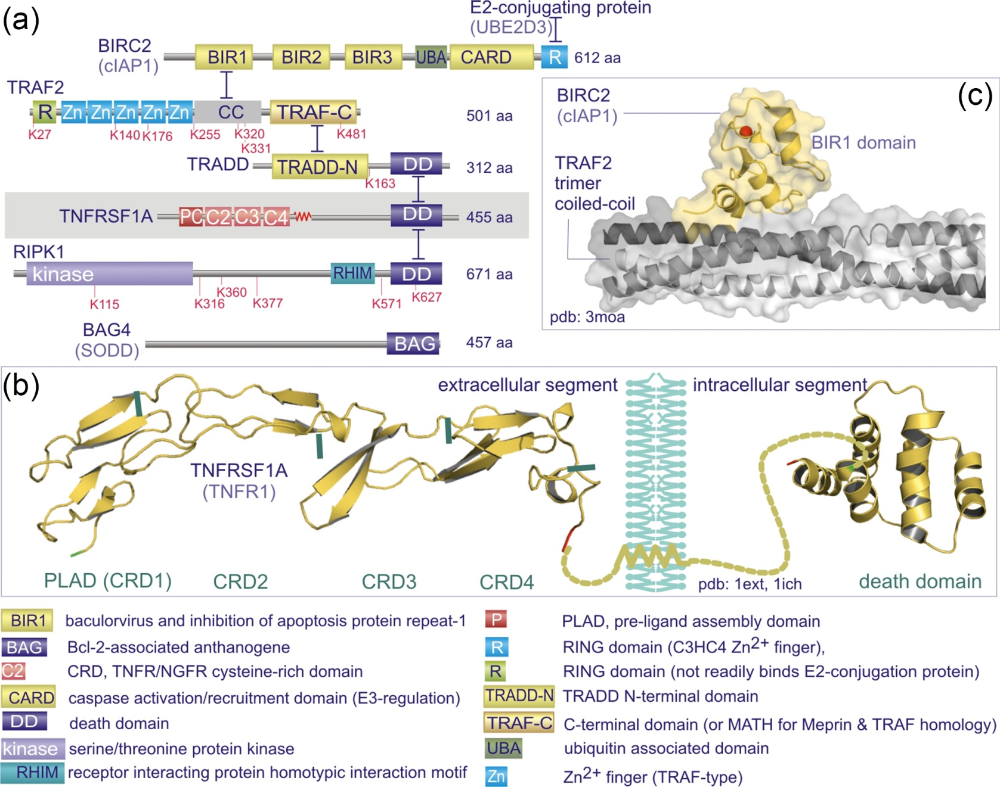 (a)
E2-conjugating protein
(UBE2D3)
BIRC2
(cIAP1)
BIR1 BIR2 BIR3 UBA CARD R 612 aa
TRAF2
R Zn Zn Zn Zn Zn CC TRAF-C 501 aa
K27 K140 K176 K255 K320 K481
K331
TRADD TRADD-N DD 312 aa
K163
TNFRSF1A PC C2 C3 C4 DD 455 aa
RIPK1
kinase RHIM DD 671 aa
K115 K316 K360 K377 K571 K627
BAG4
(SODD)
BAG 457 aa
(c)
BIRC2
(cIAP1)
BIR1 domain
TRAF2
trimer
coiled-coil
pdb: 3moa
(b)
extracellular segment intracellular segment
TNFRSF1A
(TNFR1)
PLAD (CRD1) CRD2 CRD3 CRD4 pdb: 1ext, 1ich death domain
BIR1 baculorvirus and inhibition of apoptosis protein repeat-1
BAG Bcl-2-associated anthanogene
C2 CRD, TNFR/NGFR cysteine-rich domain
CARD caspase activation/recruitment domain (E3-regulation)
DD death domain
kinase serine/threonine protein kinase
RHIM receptor interacting protein homotypic interaction motif
P PLAD, pre-ligand assembly domain
R RING domain (C3HC4 Zn2+ finger),
R RING domain (not readily binds E2-conjugation protein)
TRADD-N TRADD N-terminal domain
TRAF-C C-terminal domain (or MATH for Meprin & TRAF homology)
UBA ubiquitin associated domain
Zn Zn2+ finger (TRAF-type)